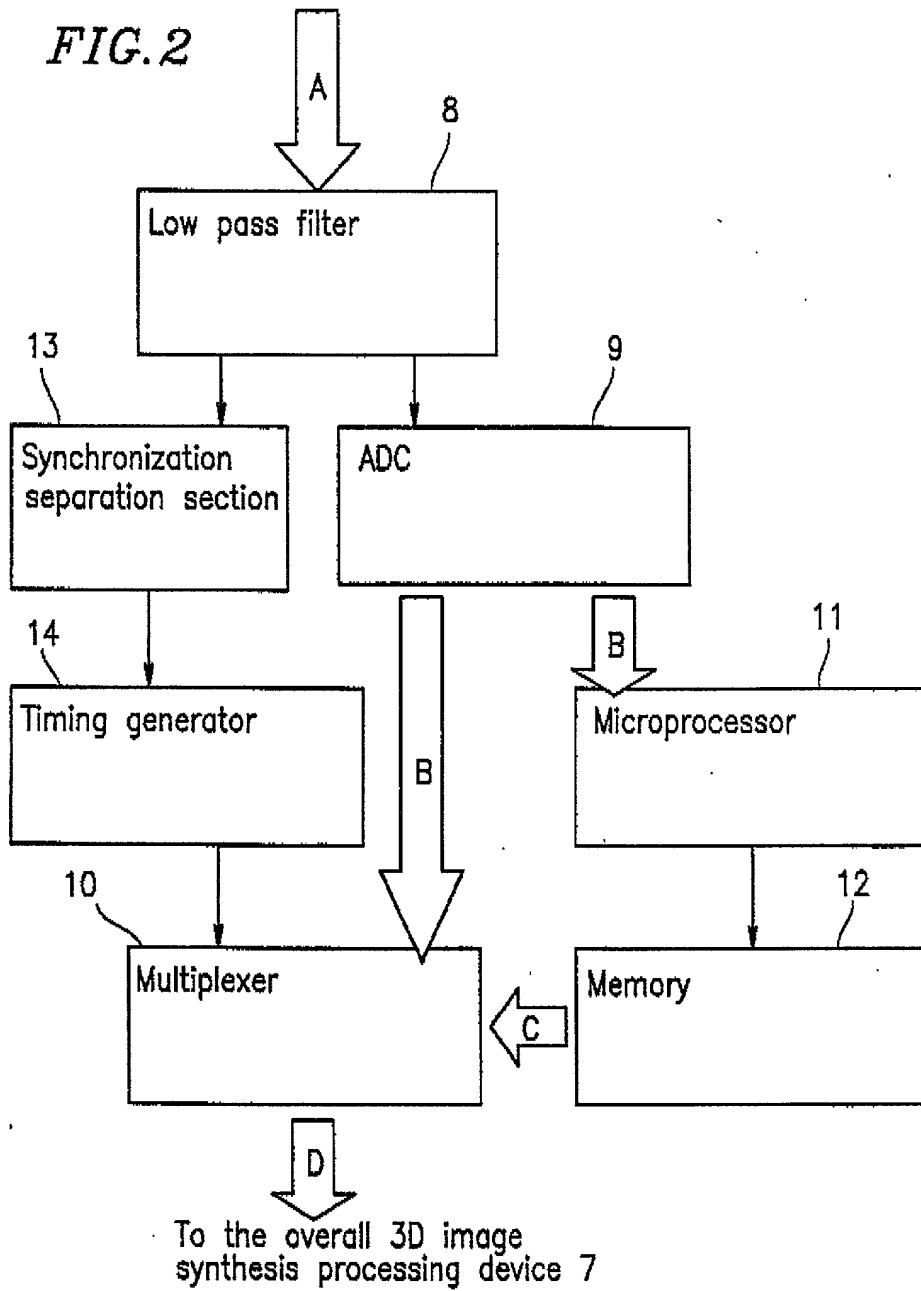 FIG.2
A
8
Low pass filter
13
9
Synchronization
separation section
ADC
14
B
11
Timing generator
B
Microprocessor
10
12
Multiplexer
C
Memory
D
To the overall 3D image
synthesis processing device 7